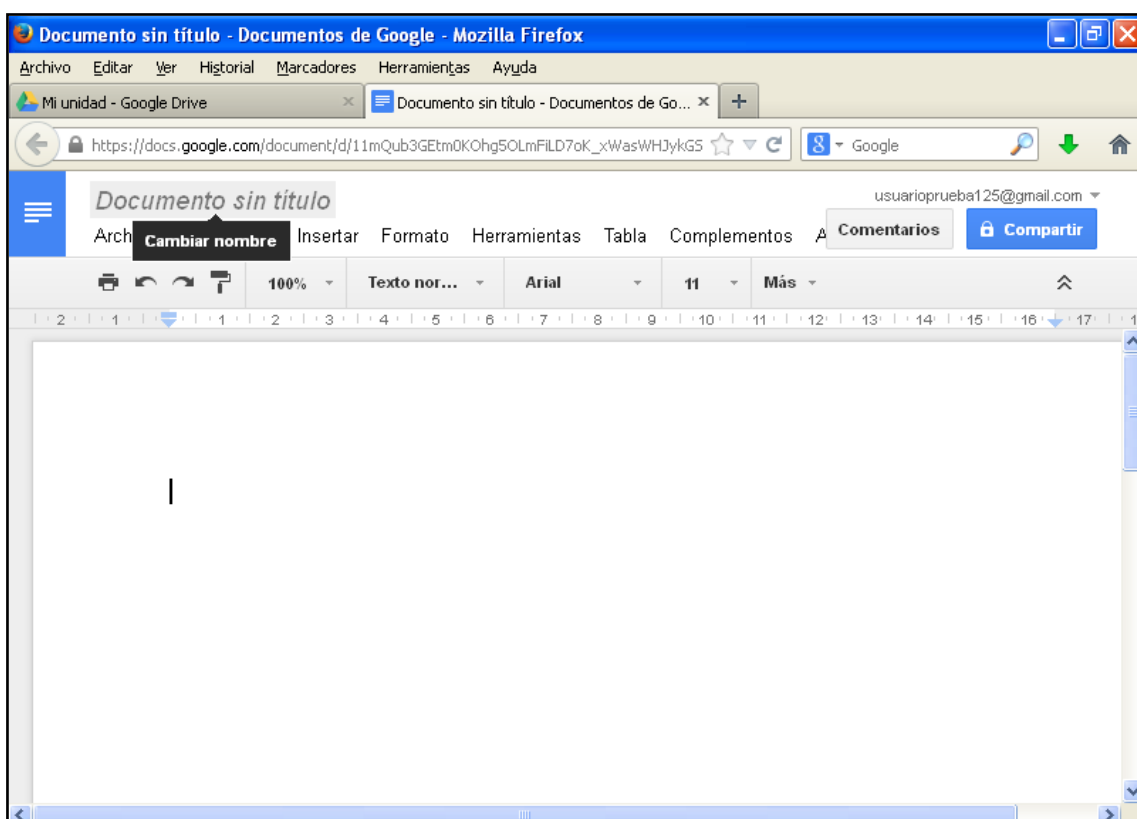 Documento sin título - Documentos de Google - Mozilla Firefox
Archivo Editar Ver Historial Marcadores Herramientas Ayuda
Mi unidad - Google Drive Documento sin título - Documentos de Go...
https://docs.google.com/document/d/11mQub3GEtm0KOhg5OLmFiLD7oK_xWasWHJykGS 8 Google
Documento sin título usuarioprueba125@gmail.com
Arch Cambiar nombre Insertar Formato Herramientas Tabla Complementos A Comentarios Compartir
100% Texto nor... Arial 11 Más
2 1 1 2 3 4 5 6 7 8 9 10 11 12 13 14 15 16 17 1